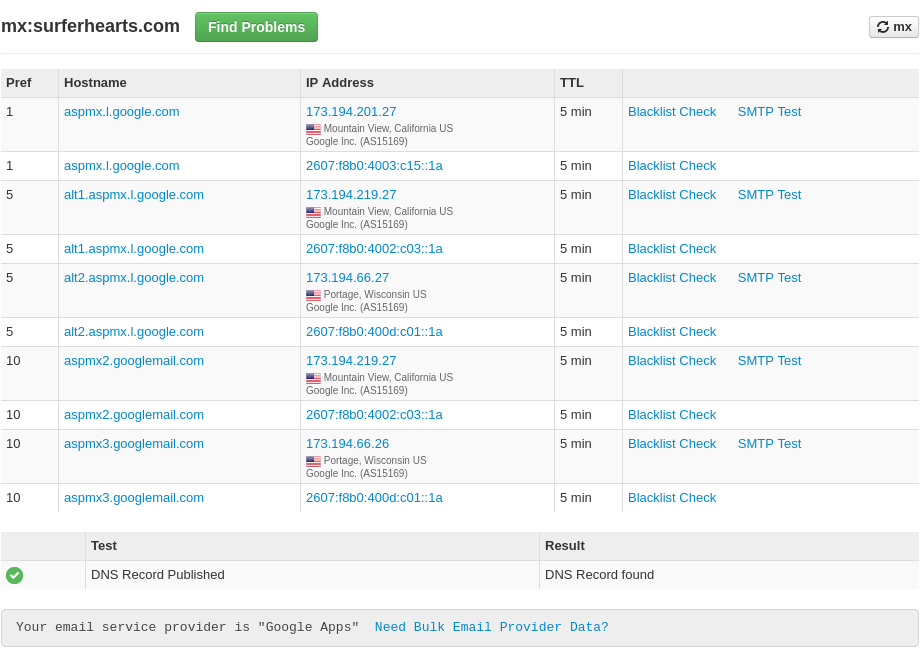 mx:surferhearts.com Find Problems mx
Pref Hostname IP Address TTL
1 aspmx.l.google.com 173.194.201.27 5 min Blacklist Check SMTP Test
Mountain View, California US
Google Inc. (AS15169)
1 aspmx.l.google.com 2607:f8b0:4003:c15::1a 5 min Blacklist Check
5 alt1.aspmx.l.google.com 173.194.219.27 5 min Blacklist Check SMTP Test
Mountain View, California US
Google Inc. (AS15169)
5 alt1.aspmx.l.google.com 2607:f8b0:4002:c03::1a 5 min Blacklist Check
5 alt2.aspmx.l.google.com 173.194.66.27 5 min Blacklist Check SMTP Test
Portage, Wisconsin US
Google Inc. (AS15169)
5 alt2.aspmx.l.google.com 2607:f8b0:400d:c01::1a 5 min Blacklist Check
10 aspmx2.googlemail.com 173.194.219.27 5 min Blacklist Check SMTP Test
Mountain View, California US
Google Inc. (AS15169)
10 aspmx2.googlemail.com 2607:f8b0:4002:c03::1a 5 min Blacklist Check
10 aspmx3.googlemail.com 173.194.66.26 5 min Blacklist Check SMTP Test
Portage, Wisconsin US
Google Inc. (AS15169)
10 aspmx3.googlemail.com 2607:f8b0:400d:c01::1a 5 min Blacklist Check
Test Result
DNS Record Published DNS Record found
Your email service provider is "Google Apps" Need Bulk Email Provider Data?